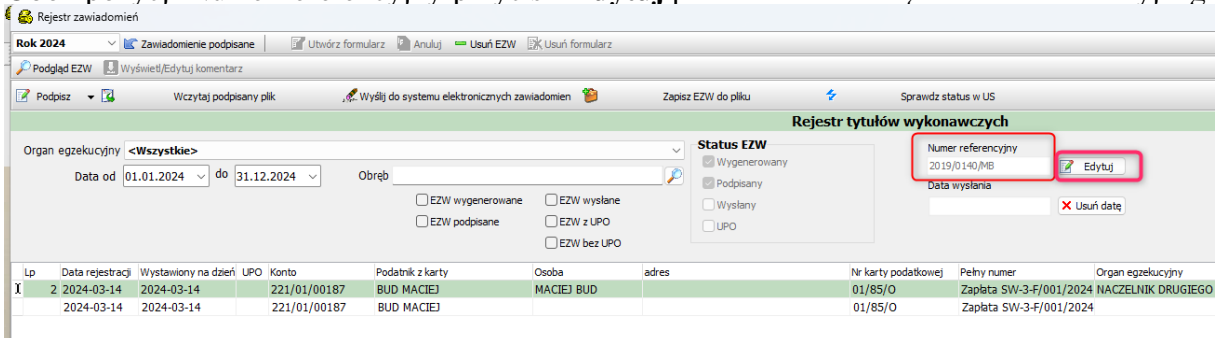 Rejestr zawiadomień
Rok 2024 Zawiadomienie podpisane Utwórz formularz Anuluj Usuń EZW Usuń formularz
Podgląd EZW Wyświetl/Edytuj komentarz
Podpisz Wczytaj podpisany plik Wyślij do systemu elektronicznych zawiadomien Zapisz EZW do pliku Sprawdz status w US
Rejestr tytułów wykonawczych
Organ egzekucyjny <Wszystkie>
Data od 01.01.2024 do 31.12.2024 Obręb
EZW wygenerowane EZW wysłane
EZW podpisane EZW z UPO
EZW bez UPO
Status EZW
Wygenerowany
Podpisany
Wysłany
UPO
Numer referencyjny
2019/0140/MB Edytuj
Data wysłania
Usuń datę
Lp Data rejestracji Wystawiony na dzień UPO Konto Podatnik z karty Osoba adres Nr karty podatkowej Pełny numer Organ egzekucyjny
2 2024-03-14 2024-03-14 221/01/00187 BUD MACIEJ MACIEJ BUD 01/85/O Zapłata SW-3-F/001/2024 NACZELNIK DRUGIEGO
2024-03-14 2024-03-14 221/01/00187 BUD MACIEJ 01/85/O Zapłata SW-3-F/001/2024